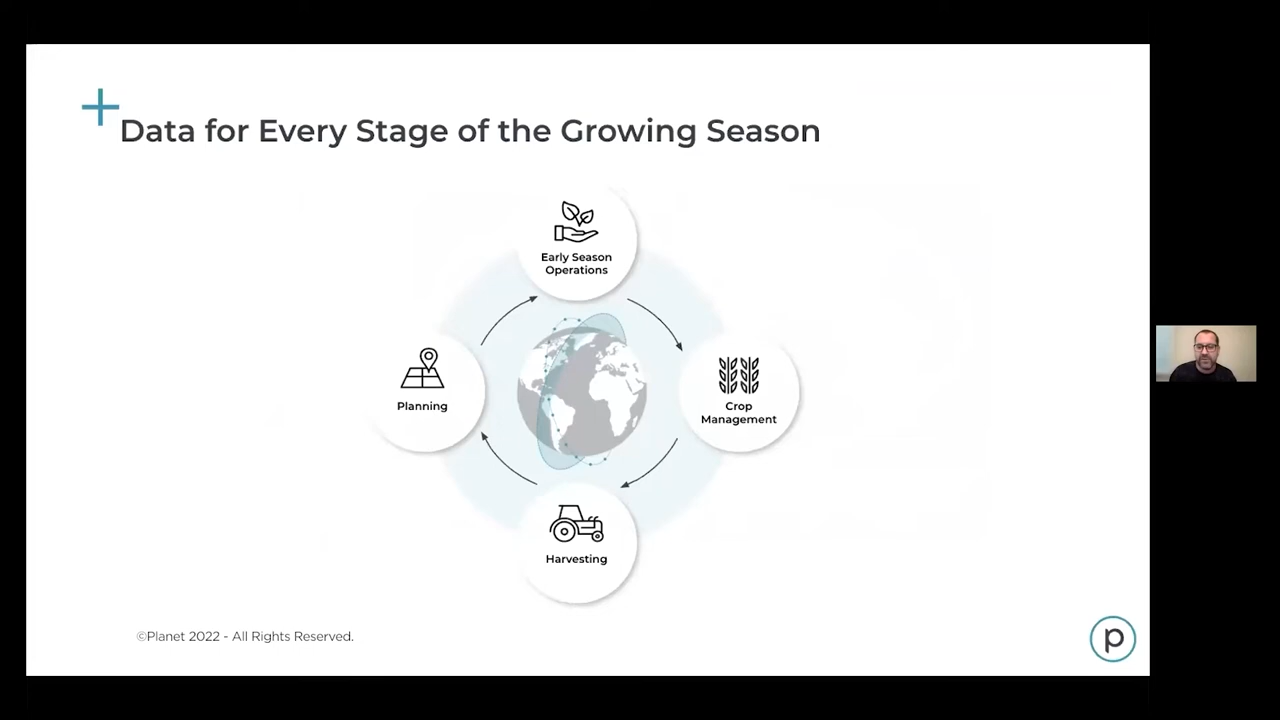 Data for Every Stage of the Growing Season
Early Season
Operations
Planning
Crop
Management
Harvesting
©Planet 2022 - All Rights Reserved.
p